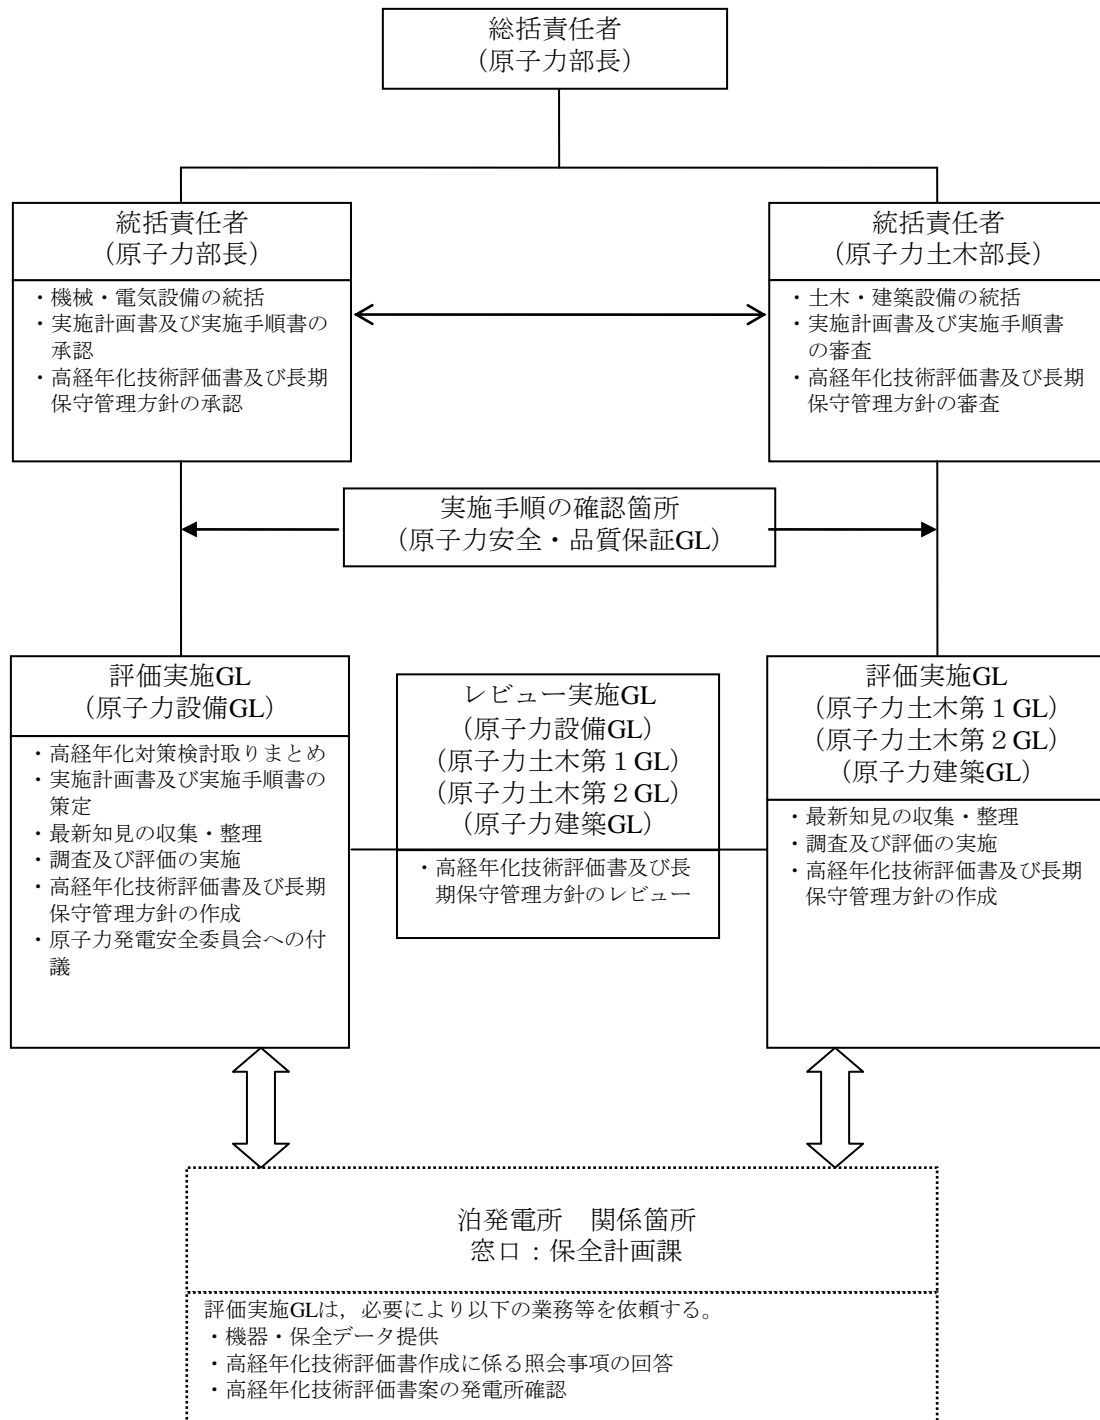 総括責任者
(原子力部長)
統括責任者
(原子力部長)
・機械・電気設備の統括
・実施計画書及び実施手順書の
承認
・高経年化技術評価書及び長期
保守管理方針の承認
統括責任者
(原子力土木部長)
・土木・建築設備の統括
・実施計画書及び実施手順書
の審査
・高経年化技術評価書及び長期
保守管理方針の審査
実施手順の確認箇所
(原子力安全・品質保証GL)
評価実施GL
(原子力設備GL)
・高経年化対策検討取りまとめ
・実施計画書及び実施手順書の
策定
・最新知見の収集・整理
・調査及び評価の実施
・高経年化技術評価書及び長期
保守管理方針の作成
・原子力発電安全委員会への付
議
レビュー実施GL
(原子力設備GL)
(原子力土木第１GL)
(原子力土木第２GL)
(原子力建築GL)
・高経年化技術評価書及び長
期保守管理方針のレビュー
評価実施GL
(原子力土木第１GL)
(原子力土木第２GL)
(原子力建築GL)
・最新知見の収集・整理
・調査及び評価の実施
・高経年化技術評価書及び長期
保守管理方針の作成
泊発電所　関係箇所
窓口：保全計画課
評価実施GLは，必要により以下の業務等を依頼する。
・機器・保全データ提供
・高経年化技術評価書作成に係る照会事項の回答
・高経年化技術評価書案の発電所確認